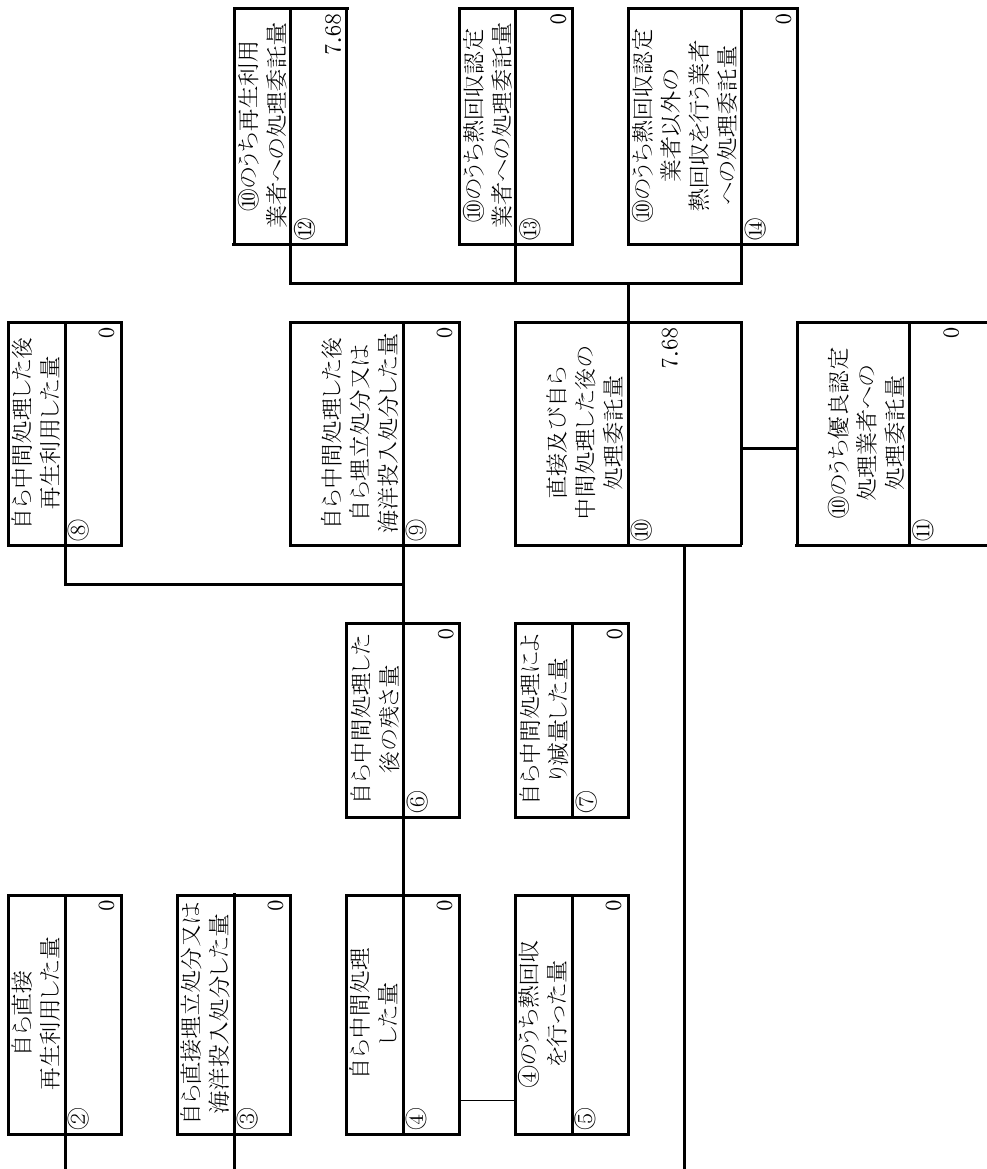 自ら直接
再生利用した量
②
0
自ら直接埋立処分又は
海洋投入処分した量
③
0
自ら中間処理
した量
④
0
④のうち熱回収
を行った量
⑤
0
自ら中間処理した
後の残さ量
⑥
0
自ら中間処理によ
り減量した量
⑦
0
自ら中間処理した後
再生利用した量
⑧
0
自ら中間処理した後
自ら埋立処分又は
海洋投入処分した量
⑨
0
直接及び自ら
中間処理した後の
処理委託量
⑩
7.68
⑩のうち優良認定
処理業者への
処理委託量
⑪
0
⑩のうち再生利用
業者への処理委託量
⑫
7.68
⑩のうち熱回収認定
業者への処理委託量
⑬
0
⑩のうち熱回収認定
業者以外の
熱回収を行う業者
への処理委託量
⑭
0